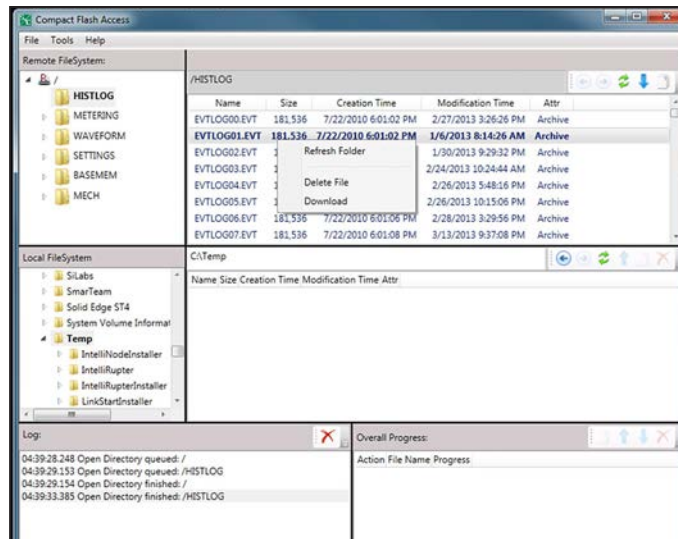 Compact Flash Access
File Tools Help
Remote FileSystem:
/
HISTLOG
METERING
WAVEFORM
SETTINGS
BASEMEM
MECH
/HISTLOG
Name Size Creation Time Modification Time Attr
EVTLOG00.EVT 181,536 7/22/2010 6:01:02 PM 2/27/2013 3:26:26 PM Archive
EVTLOG01.EVT 181,536 7/22/2010 6:01:02 PM 1/6/2013 8:14:26 AM Archive
EVTLOG02.EVT 1 1/30/2013 9:29:32 PM Archive
EVTLOG03.EVT 1 2/24/2013 10:24:44 AM Archive
EVTLOG04.EVT 1 2/26/2013 5:48:16 PM Archive
EVTLOG05.EVT 1 2/26/2013 10:15:06 PM Archive
EVTLOG06.EVT 181,536 7/22/2010 6:01:06 PM 2/28/2013 3:29:56 PM Archive
EVTLOG07.EVT 181,536 7/22/2010 6:01:08 PM 3/13/2013 9:37:08 PM Archive
Refresh Folder
Delete File
Download
Local FileSystem
SiLabs
SmarTeam
Solid Edge ST4
System Volume Informat
Temp
IntelliNodeInstaller
IntelliRupter
IntelliRupterInstaller
LinkStartInstaller
C:\Temp
Name Size Creation Time Modification Time Attr
Log:
04:39:28.248 Open Directory queued: /
04:39:29.153 Open Directory queued: /HISTLOG
04:39:29.154 Open Directory finished: /
04:39:33.385 Open Directory finished: /HISTLOG
Overall Progress:
Action File Name Progress